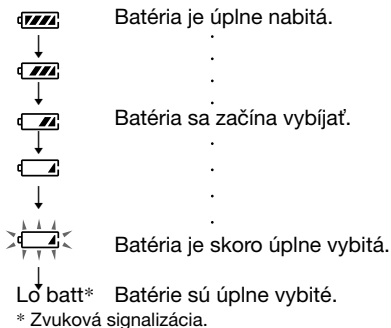 Batéria je úplne nabitá.
Batéria sa začína vybíjať.
Batéria je skoro úplne vybitá.
Lo batt* Batérie sú úplne vybité.
* Zvuková signalizácia.